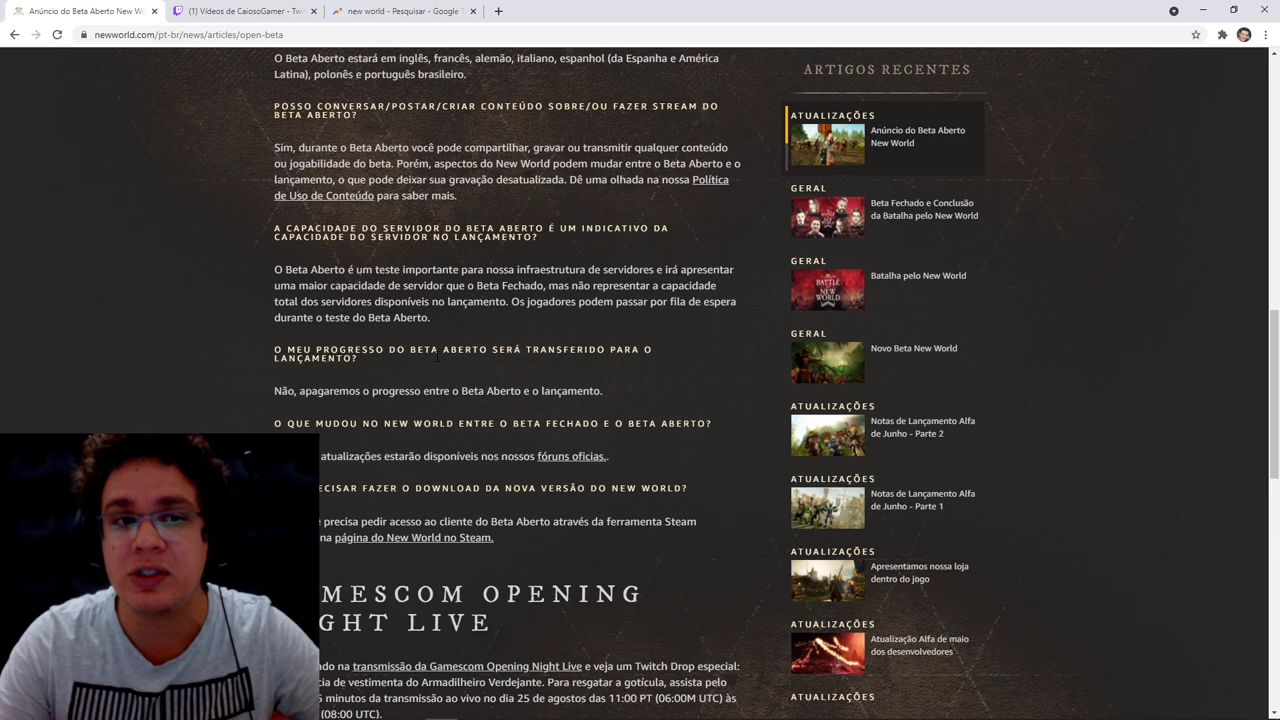 Anúncio do Beta Aberto New W
(1) Vídeos de CaiosoGamer - Twi
new world - Pesquisar - Google T
newworld.com/pt-br/news/articles/open-beta
O Beta Aberto estará em inglês, francês, alemão, italiano, espanhol (da Espanha e América
Latina), polonês e português brasileiro.
POSSO CONVERSAR/POSTAR/CRIAR CONTEÚDO SOBRE/OU FAZER STREAM DO
BETA ABERTO?
Sim, durante o Beta Aberto você pode compartilhar, gravar ou transmitir qualquer conteúdo
ou jogabilidade do beta. Porém, aspectos do New World podem mudar entre o Beta Aberto e o
lançamento, o que pode deixar sua gravação desatualizada. Dê uma olhada na nossa Política
de Uso de Conteúdo para saber mais.
A CAPACIDADE DO SERVIDOR DO BETA ABERTO É UM INDICATIVO DA
CAPACIDADE DO SERVIDOR NO LANÇAMENTO?
O Beta Aberto é um teste importante para nossa infraestrutura de servidores e irá apresentar
uma maior capacidade de servidor que o Beta Fechado, mas não representar a capacidade
total dos servidores disponíveis no lançamento. Os jogadores podem passar por fila de espera
durante o teste do Beta Aberto.
O MEU PROGRESSO DO BETA ABERTO SERÁ TRANSFERIDO PARA O
LANÇAMENTO?
Não, apagaremos o progresso entre o Beta Aberto e o lançamento.
O QUE MUDOU NO NEW WORLD ENTRE O BETA FECHADO E O BETA ABERTO?
atualizações estarão disponíveis nos nossos fóruns oficias..
ECISAR FAZER O DOWNLOAD DA NOVA VERSÃO DO NEW WORLD?
precisa pedir acesso ao cliente do Beta Aberto através da ferramenta Steam
na página do New World no Steam.
MESCOM OPENING
GHT LIVE
ado na transmissão da Gamescom Opening Night Live e veja um Twitch Drop especial:
cia de vestimenta do Armadilheiro Verdejante. Para resgatar a gotícula, assista pelo
minutos da transmissão ao vivo no dia 25 de agostos das 11:00 PT (06:00M UTC) às
(08:00 UTC).
ARTIGOS RECENTES
ATUALIZAÇÕES
Anúncio do Beta Aberto
New World
GERAL
Beta Fechado e Conclusão
da Batalha pelo New World
GERAL
BATTLE
NEW
WORLD
Batalha pelo New World
GERAL
Novo Beta New World
ATUALIZAÇÕES
Notas de Lançamento Alfa
de Junho - Parte 2
ATUALIZAÇÕES
Notas de Lançamento Alfa
de Junho - Parte 1
ATUALIZAÇÕES
Apresentamos nossa loja
dentro do jogo
ATUALIZAÇÕES
Atualização Alfa de maio
dos desenvolvedores
ATUALIZAÇÕES